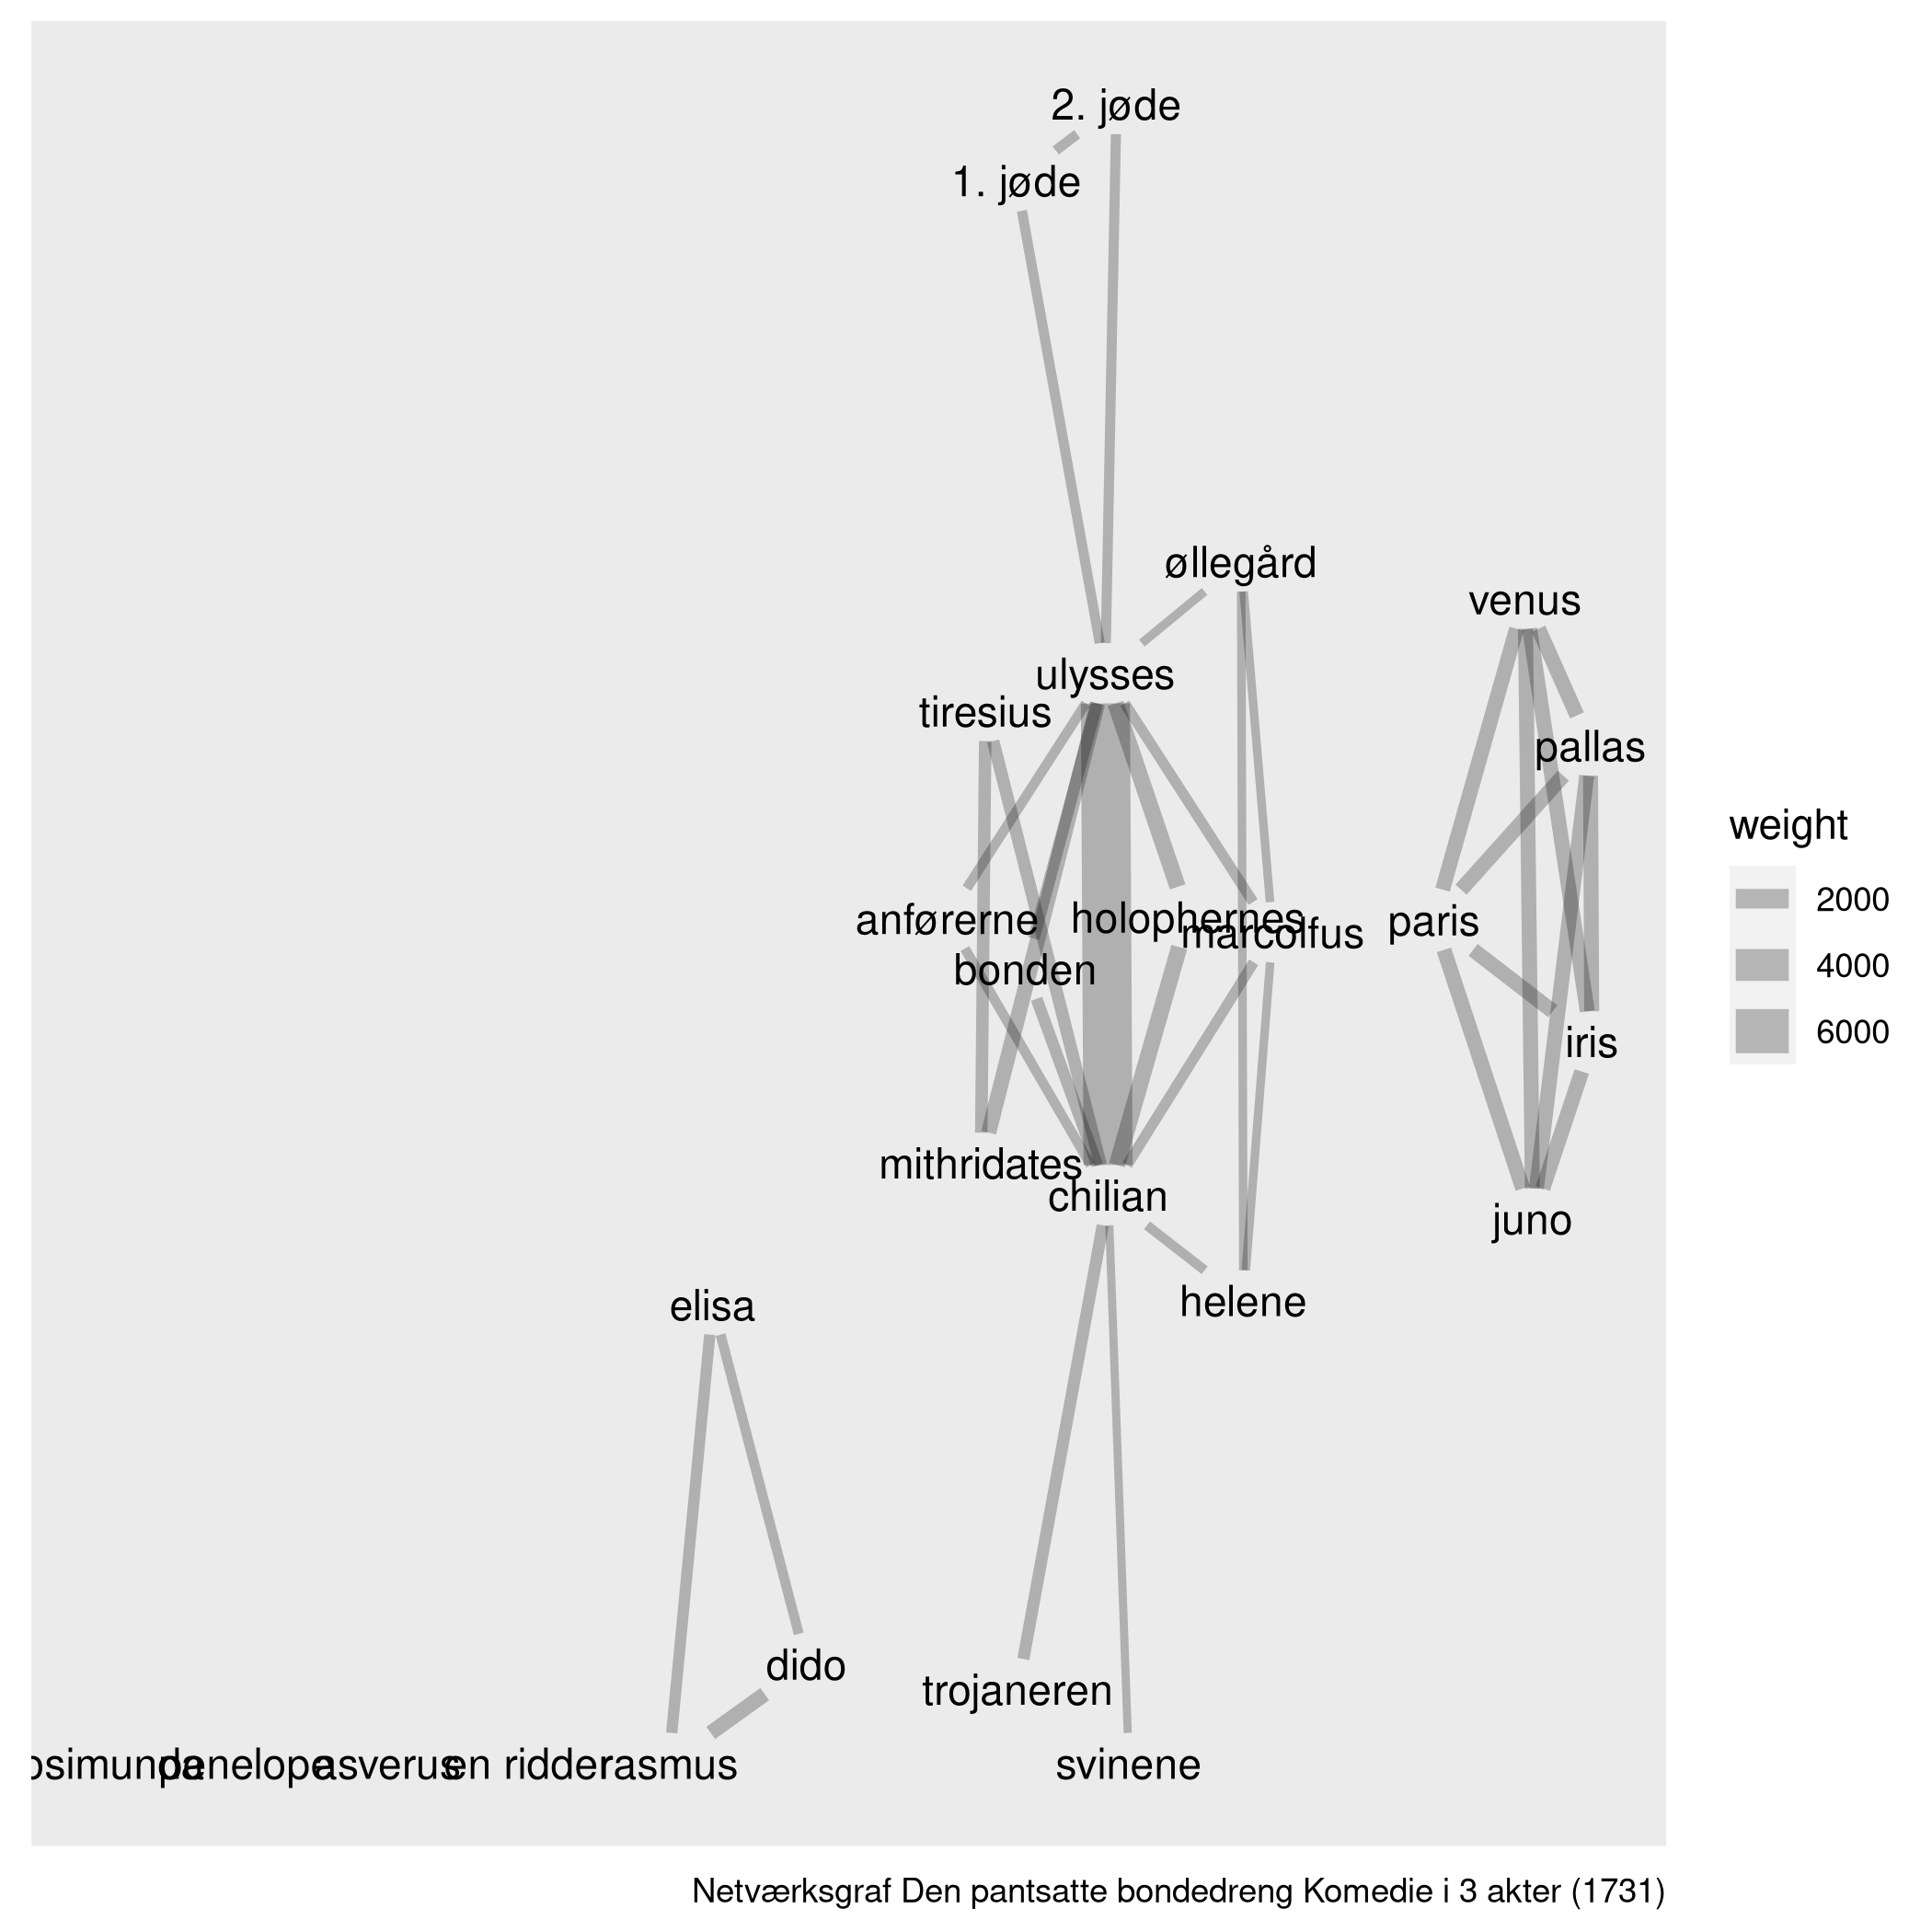 2. jøde
1. jøde
øllegård
venus
ulysses
tiresius
pallas
weight
2000
4000
6000
anførerne
holophernes
marcolfus
paris
bonden
iris
mithridates
chilian
juno
helene
elisa
dido
trojaneren
osimunda
penelope
asverus
en ridder
rasmus
svinene
Netværksgraf Den pantsatte bondedreng Komedie i 3 akter (1731)